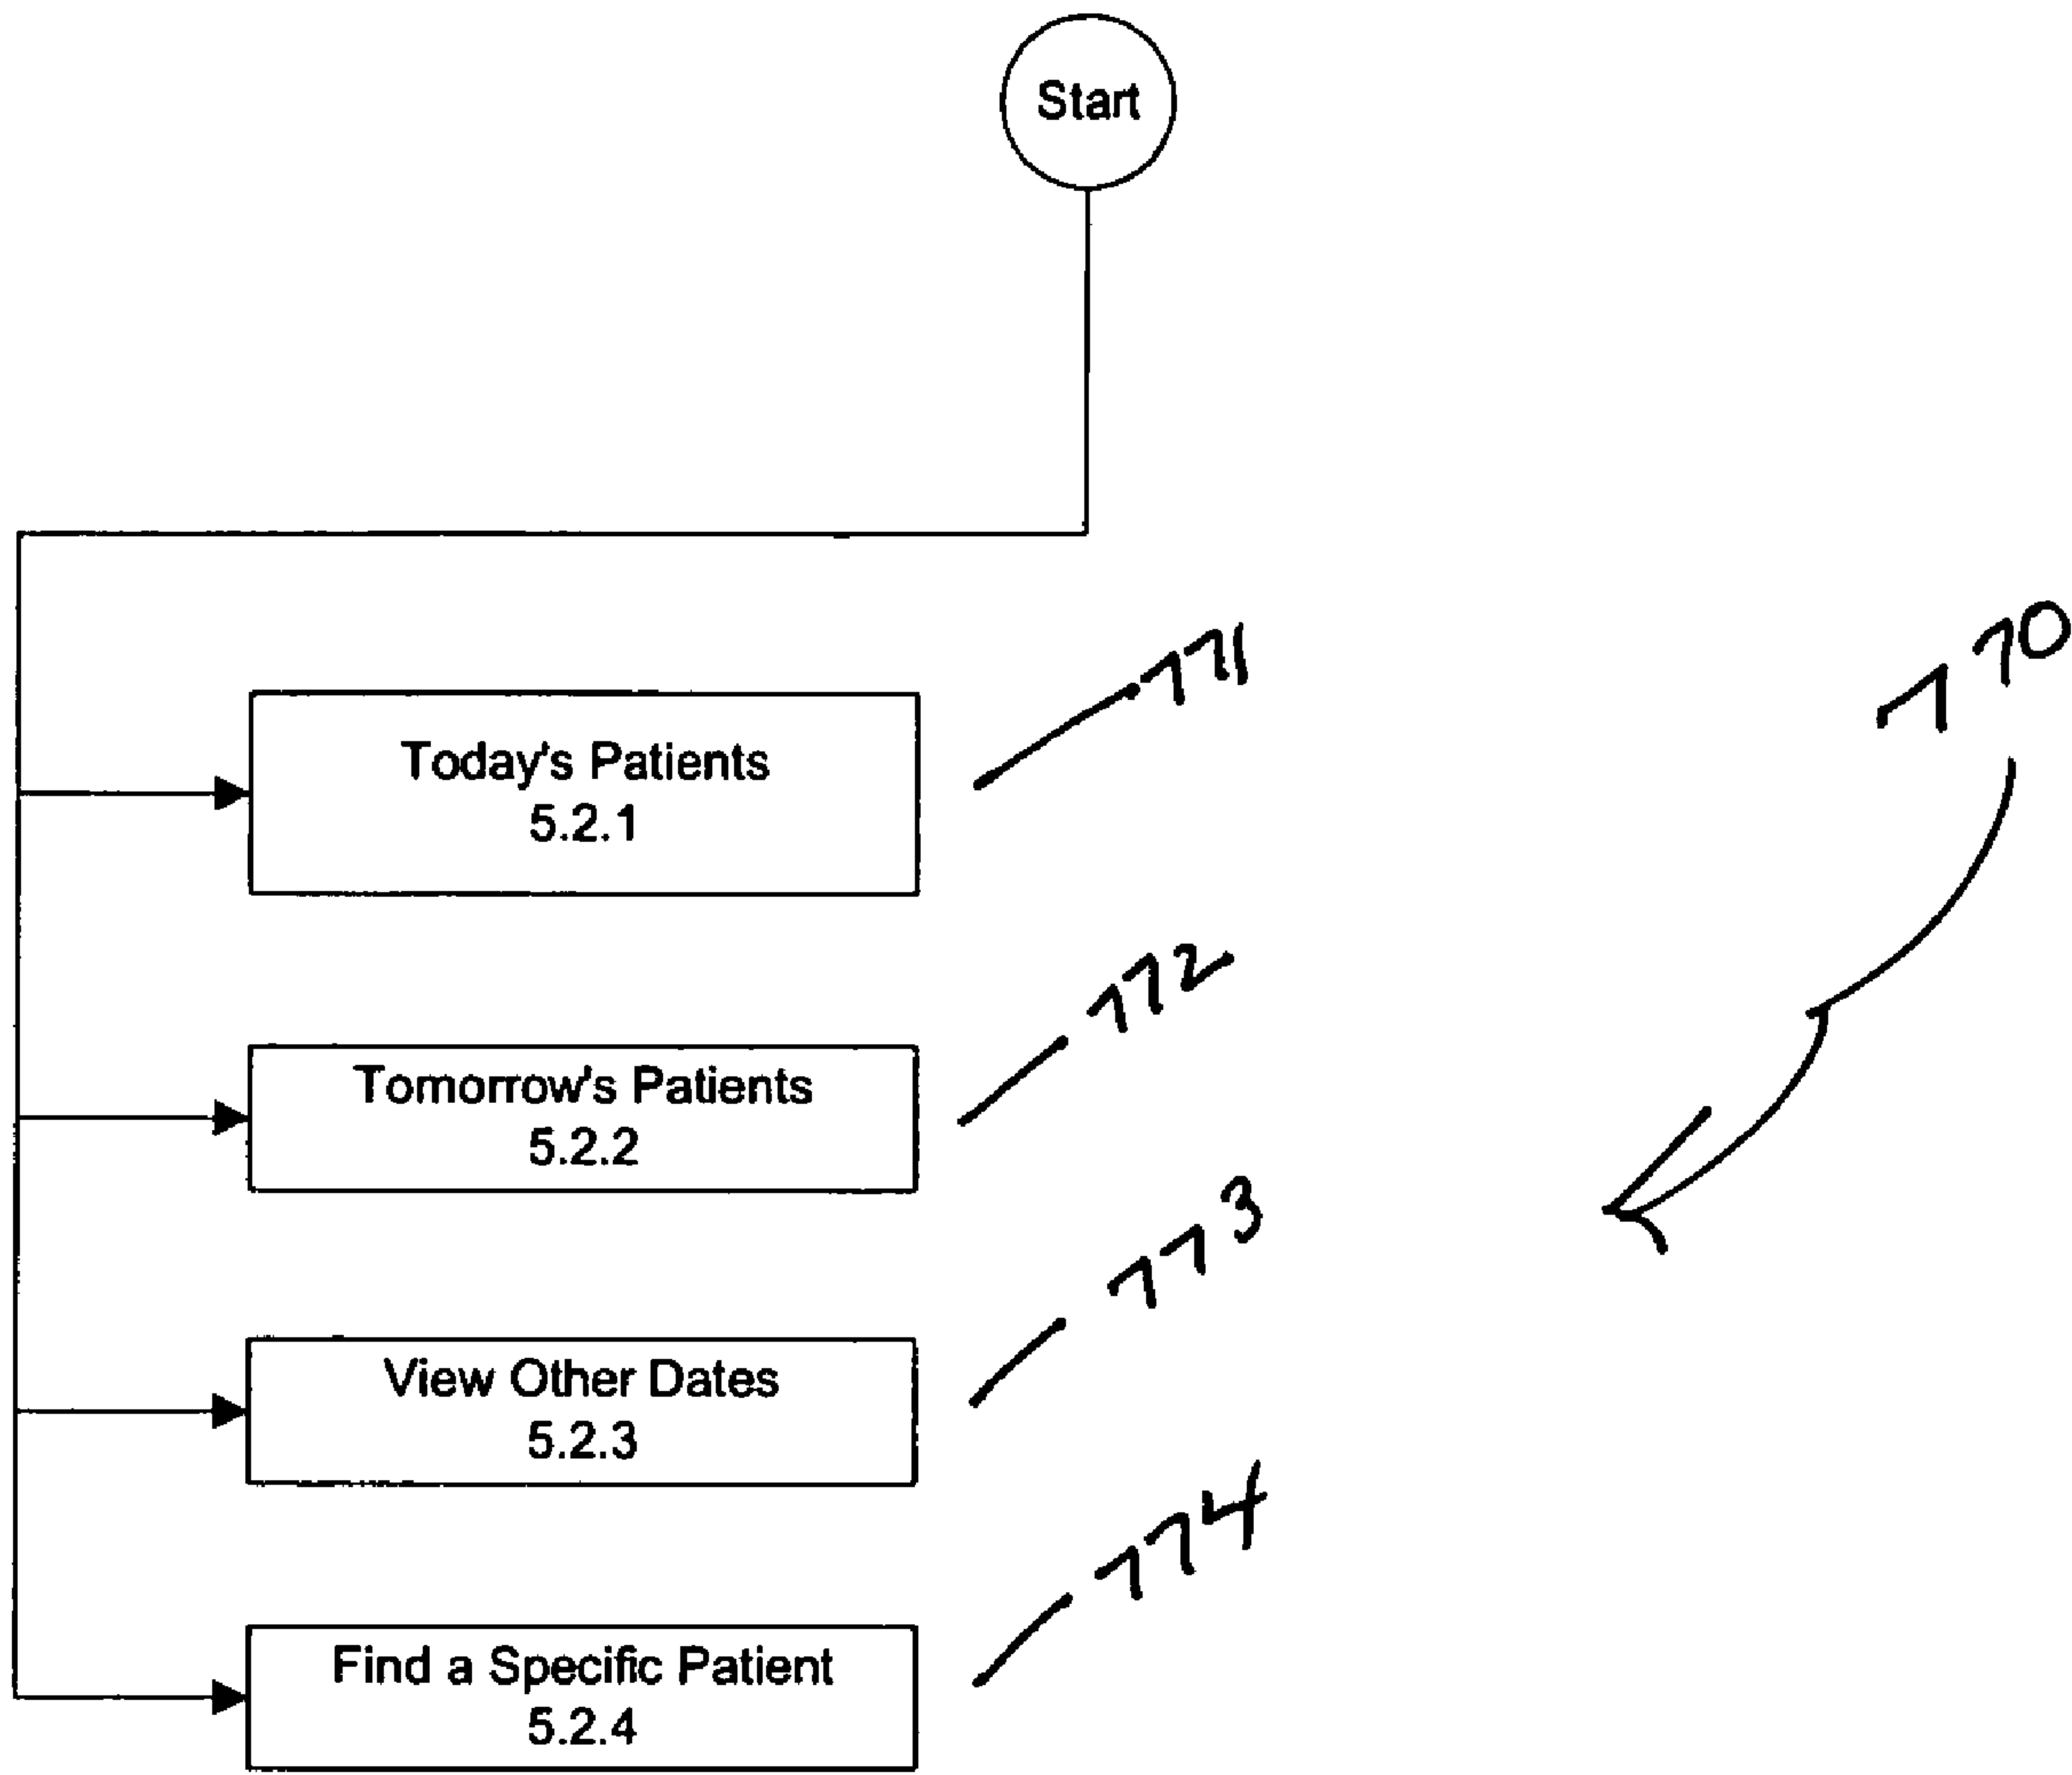 Start
771
770
Today's Patients
5.2.1
772
Tomorrow's Patients
5.2.2
773
View Other Dates
5.2.3
774
Find a Specific Patient
5.2.4